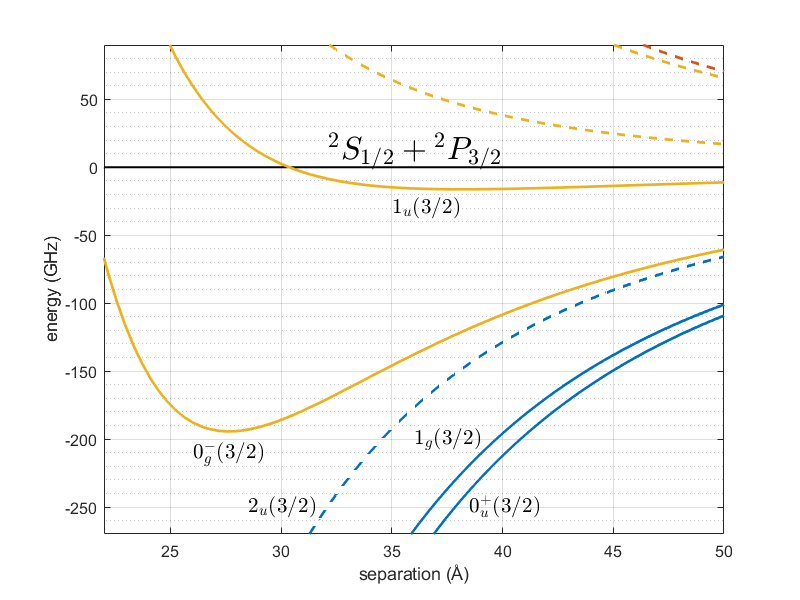 50
0
-50
-100
-150
-200
-250
25
30
35
40
45
50
energy (GHz)
separation (Å)
²S₁/₂ + ²P₃/₂
1ᵤ(3/2)
0g⁻(3/2)
1g(3/2)
2ᵤ(3/2)
0ᵤ⁺(3/2)